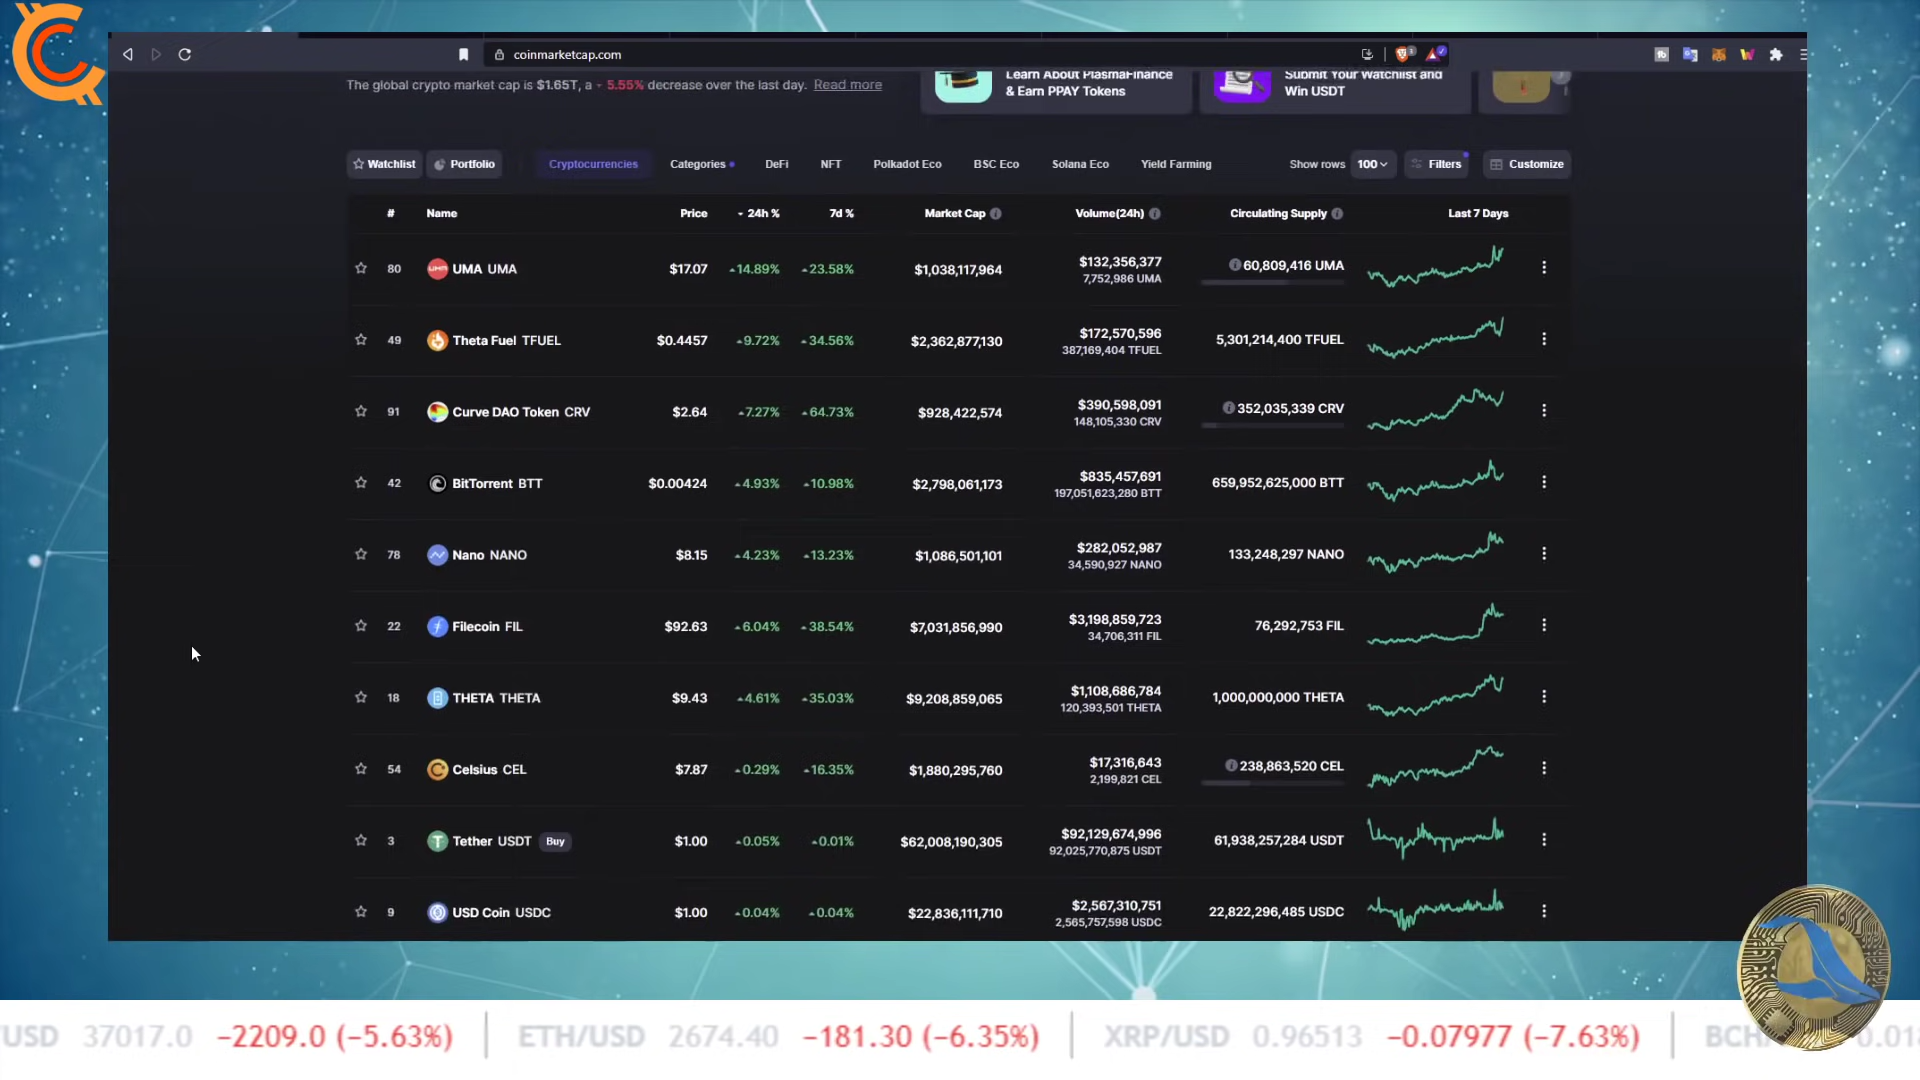 coinmarketcap.com
The global crypto market cap is $1.65T, a 5.55% decrease over the last day. Read more
Learn About PlasmaFinance & Earn PPAY Tokens
Submit Your Watchlist and Win USDT
Watchlist Portfolio Cryptocurrencies Categories DeFi NFT Polkadot Eco BSC Eco Solana Eco Yield Farming Show rows 100 Filters Customize
# Name Price 24h % 7d % Market Cap Volume(24h) Circulating Supply Last 7 Days
80 UMA UMA $17.07 14.89% 23.58% $1,038,117,964 $132,356,377 60,809,416 UMA
7,752,986 UMA
49 Theta Fuel TFUEL $0.4457 9.72% 34.56% $2,362,877,130 $172,570,596 5,301,214,400 TFUEL
387,169,404 TFUEL
91 Curve DAO Token CRV $2.64 7.27% 64.73% $928,422,574 $390,598,091 352,035,339 CRV
148,105,330 CRV
42 BitTorrent BTT $0.00424 4.93% 10.98% $2,798,061,173 $835,457,691 659,952,625,000 BTT
197,051,623,280 BTT
78 Nano NANO $8.15 4.23% 13.23% $1,086,501,101 $282,052,987 133,248,297 NANO
34,590,927 NANO
22 Filecoin FIL $92.63 6.04% 38.54% $7,031,856,990 $3,198,859,723 76,292,753 FIL
34,706,311 FIL
18 THETA THETA $9.43 4.61% 35.03% $9,208,859,065 $1,108,686,784 1,000,000,000 THETA
120,393,501 THETA
54 Celsius CEL $7.87 0.29% 16.35% $1,880,295,760 $17,316,643 238,863,520 CEL
2,199,821 CEL
3 Tether USDT Buy $1.00 0.05% 0.01% $62,008,190,305 $92,129,674,996 61,938,257,284 USDT
92,025,770,875 USDT
9 USD Coin USDC $1.00 0.04% 0.04% $22,836,111,710 $2,567,310,751 22,822,296,485 USDC
2,565,757,598 USDC
/USD 37017.0 -2209.0 (-5.63%) ETH/USD 2674.40 -181.30 (-6.35%) XRP/USD 0.96513 -0.07977 (-7.63%) BCH